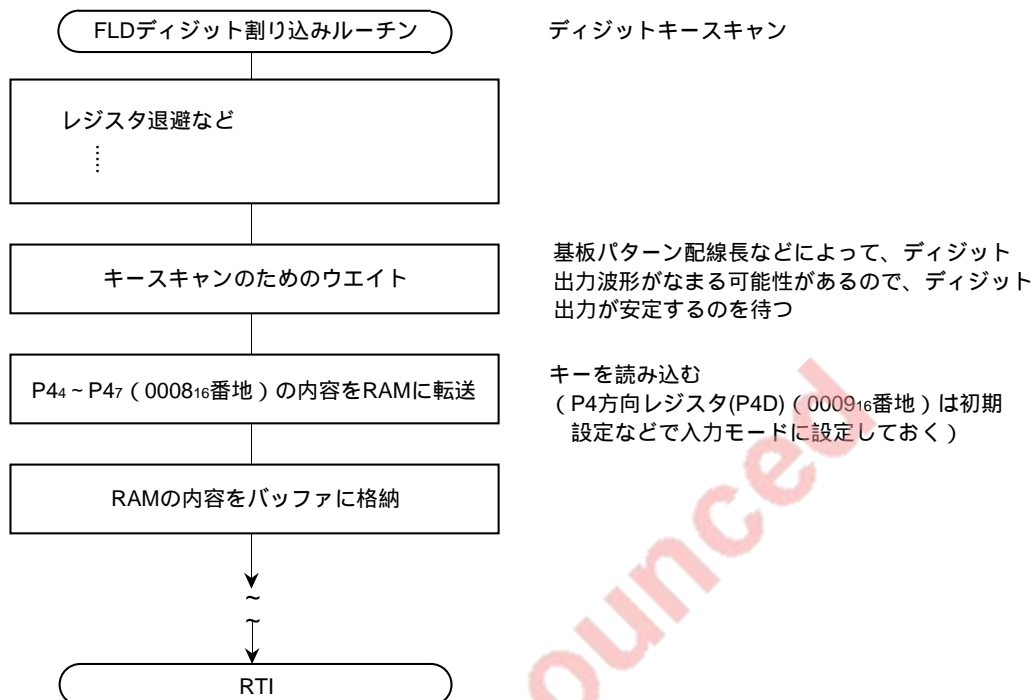 FLDディジット割り込みルーチン
ディジットキースキャン
レジスタ退避など
キースキャンのためのウエイト
基板パターン配線長などによって、ディジット
出力波形がなまる可能性があるので、ディジット
出力が安定するのを待つ
P44~P47(000816番地)の内容をRAMに転送
キーを読み込む
(P4方向レジスタ(P4D)(000916番地)は初期
設定などで入力モードに設定しておく)
RAMの内容をバッファに格納
~
~
RTI
ounced